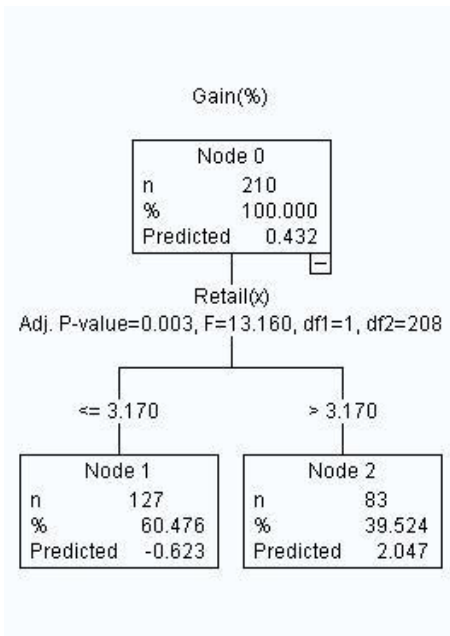 Gain(%)
Node 0
n 210
% 100.000
Predicted 0.432
Retail(x)
Adj. P-value=0.003, F=13.160, df1=1, df2=208
<= 3.170
> 3.170
Node 1
n 127
% 60.476
Predicted -0.623
Node 2
n 83
% 39.524
Predicted 2.047